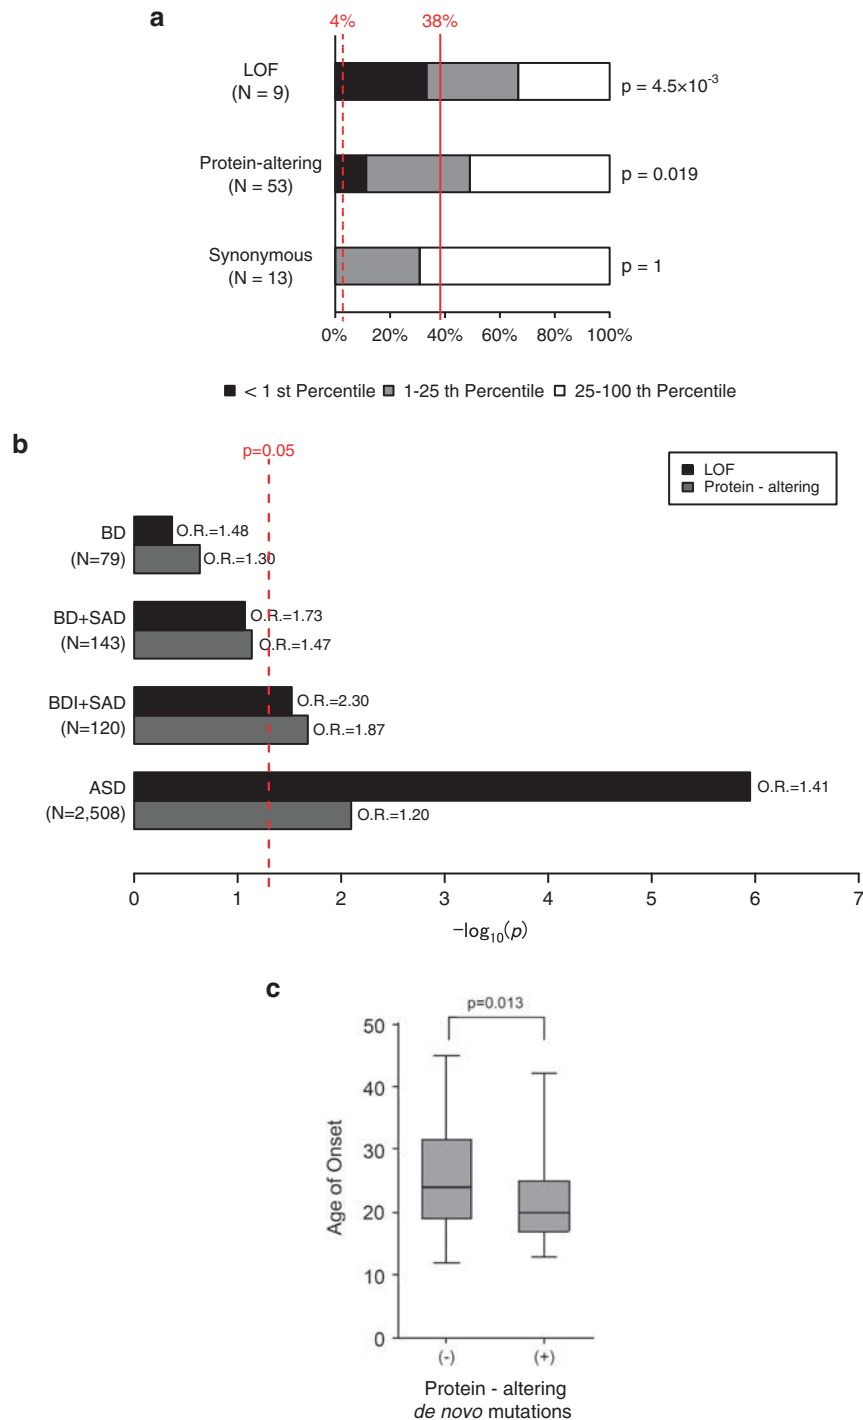 a
4% 38%
LOF
(N = 9)
p = 4.5×10⁻³
Protein-altering
(N = 53)
p = 0.019
Synonymous
(N = 13)
p = 1
0% 20% 40% 60% 80% 100%
< 1 st Percentile 1-25 th Percentile 25-100 th Percentile
b
p=0.05
LOF
Protein - altering
BD
(N=79)
O.R.=1.48
O.R.=1.30
BD+SAD
(N=143)
O.R.=1.73
O.R.=1.47
BDI+SAD
(N=120)
O.R.=2.30
O.R.=1.87
ASD
(N=2,508)
O.R.=1.41
O.R.=1.20
0 1 2 3 4 5 6 7
−log₁₀(p)
c
p=0.013
50
40
30
20
10
0
Age of Onset
(-) (+)
Protein - altering
de novo mutations